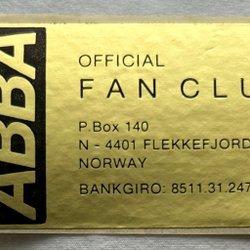 ABBA
OFFICIAL
FAN CLU
P.Box 140
N - 4401 FLEKKEFJORD
NORWAY
BANKGIRO: 8511.31.247